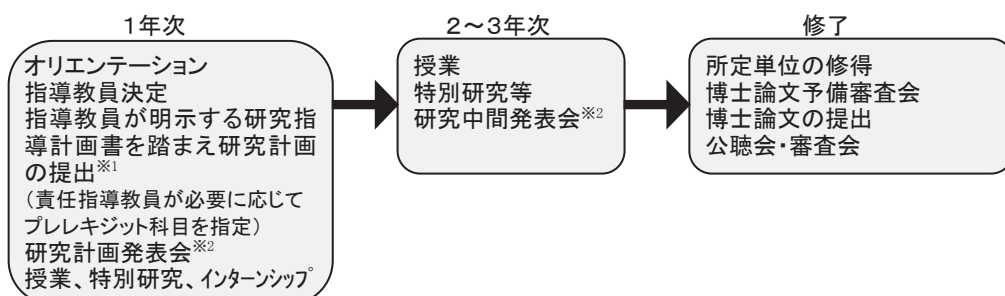 1年次
オリエンテーション
指導教員決定
指導教員が明示する研究指
導計画書を踏まえ研究計画
の提出※1
(責任指導教員が必要に応じて
プレレキジット科目を指定)
研究計画発表会※2
授業、特別研究、インターンシップ
2～3年次
授業
特別研究等
研究中間発表会※2
修了
所定単位の修得
博士論文予備審査会
博士論文の提出
公聴会・審査会